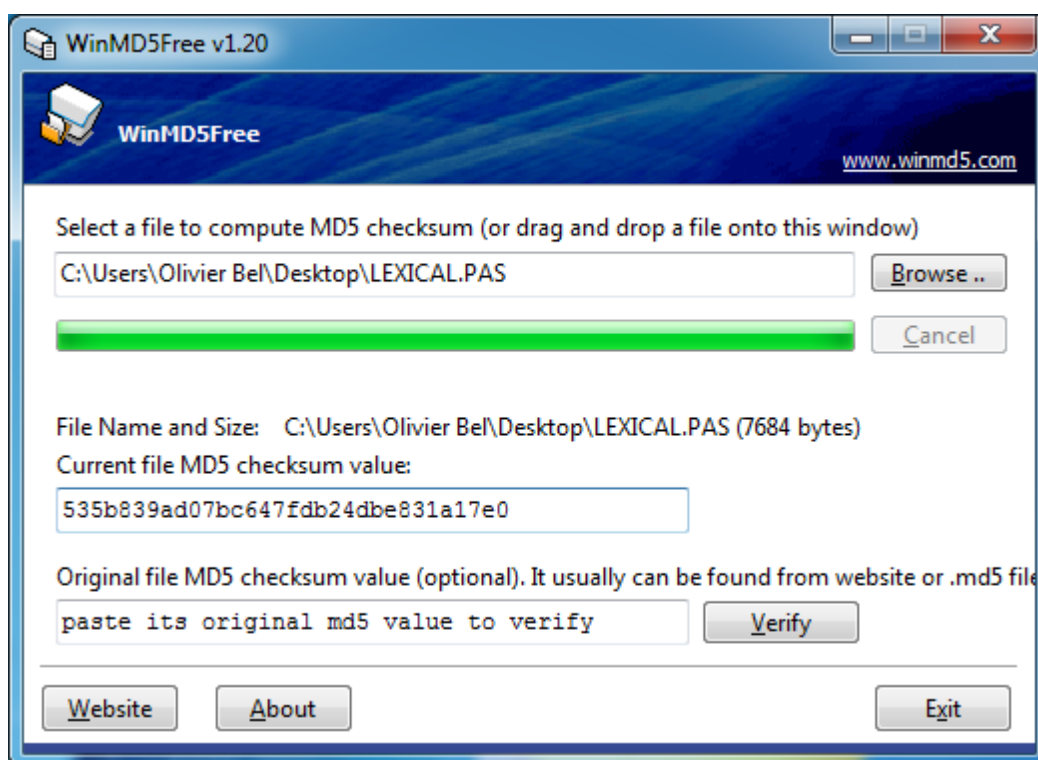 WinMD5Free v1.20
WinMD5Free
www.winmd5.com
Select a file to compute MD5 checksum (or drag and drop a file onto this window)
C:\Users\Olivier Bel\Desktop\LEXICAL.PAS
Browse ..
Cancel
File Name and Size: C:\Users\Olivier Bel\Desktop\LEXICAL.PAS (7684 bytes)
Current file MD5 checksum value:
535b839ad07bc647fdb24dbe831a17e0
Original file MD5 checksum value (optional). It usually can be found from website or .md5 file
paste its original md5 value to verify
Verify
Website
About
Exit